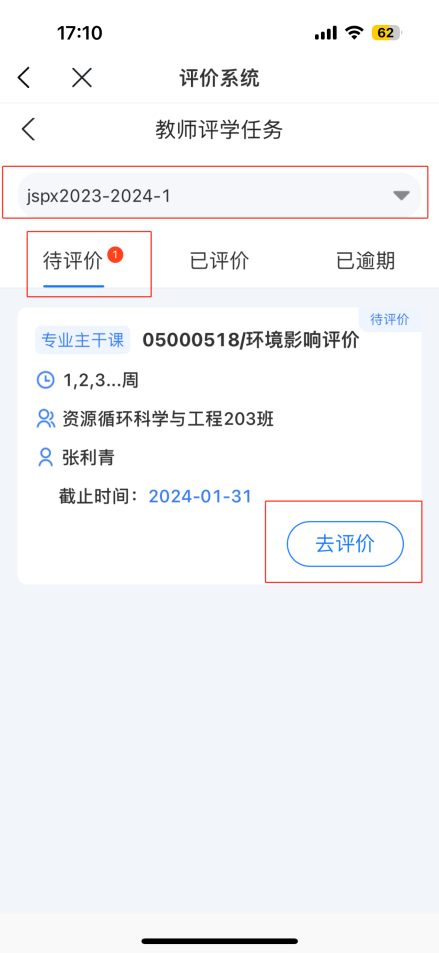 17:10
62
评价系统
教师评学任务
jspx2023-2024-1
待评价 1
已评价
已逾期
待评价
专业主干课 05000518/环境影响评价
1,2,3...周
资源循环科学与工程203班
张利青
截止时间：2024-01-31
去评价